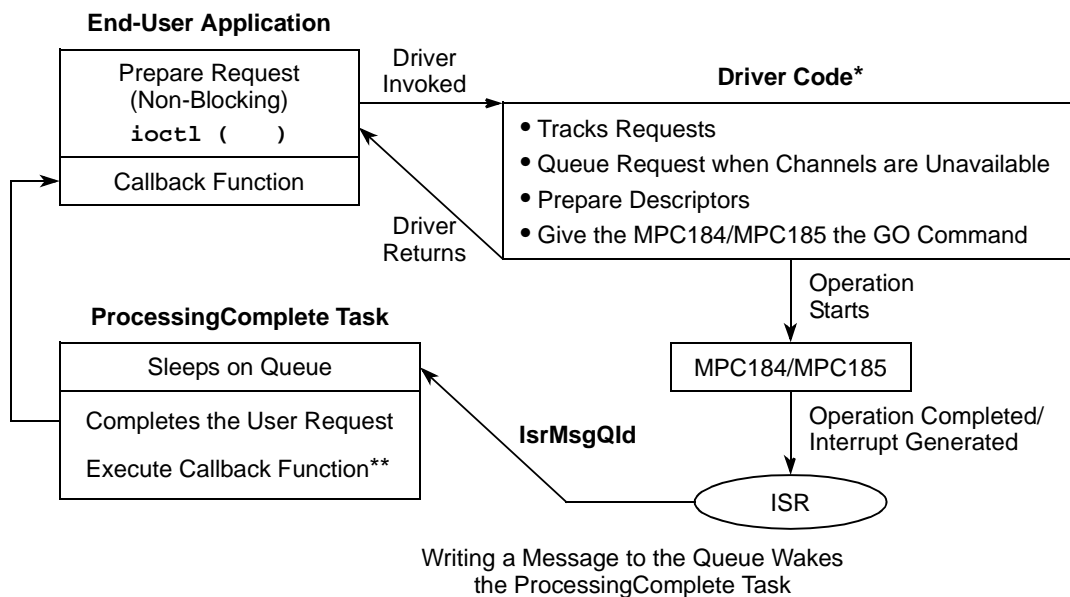 End-User Application
Prepare Request
(Non-Blocking)
ioctl (   )
Callback Function
Driver
Invoked
Driver
Returns
Driver Code*
• Tracks Requests
• Queue Request when Channels are Unavailable
• Prepare Descriptors
• Give the MPC184/MPC185 the GO Command
Operation
Starts
MPC184/MPC185
Operation Completed/
Interrupt Generated
ISR
IsrMsgQId
ProcessingComplete Task
Sleeps on Queue
Completes the User Request
Execute Callback Function**
Writing a Message to the Queue Wakes
the ProcessingComplete Task